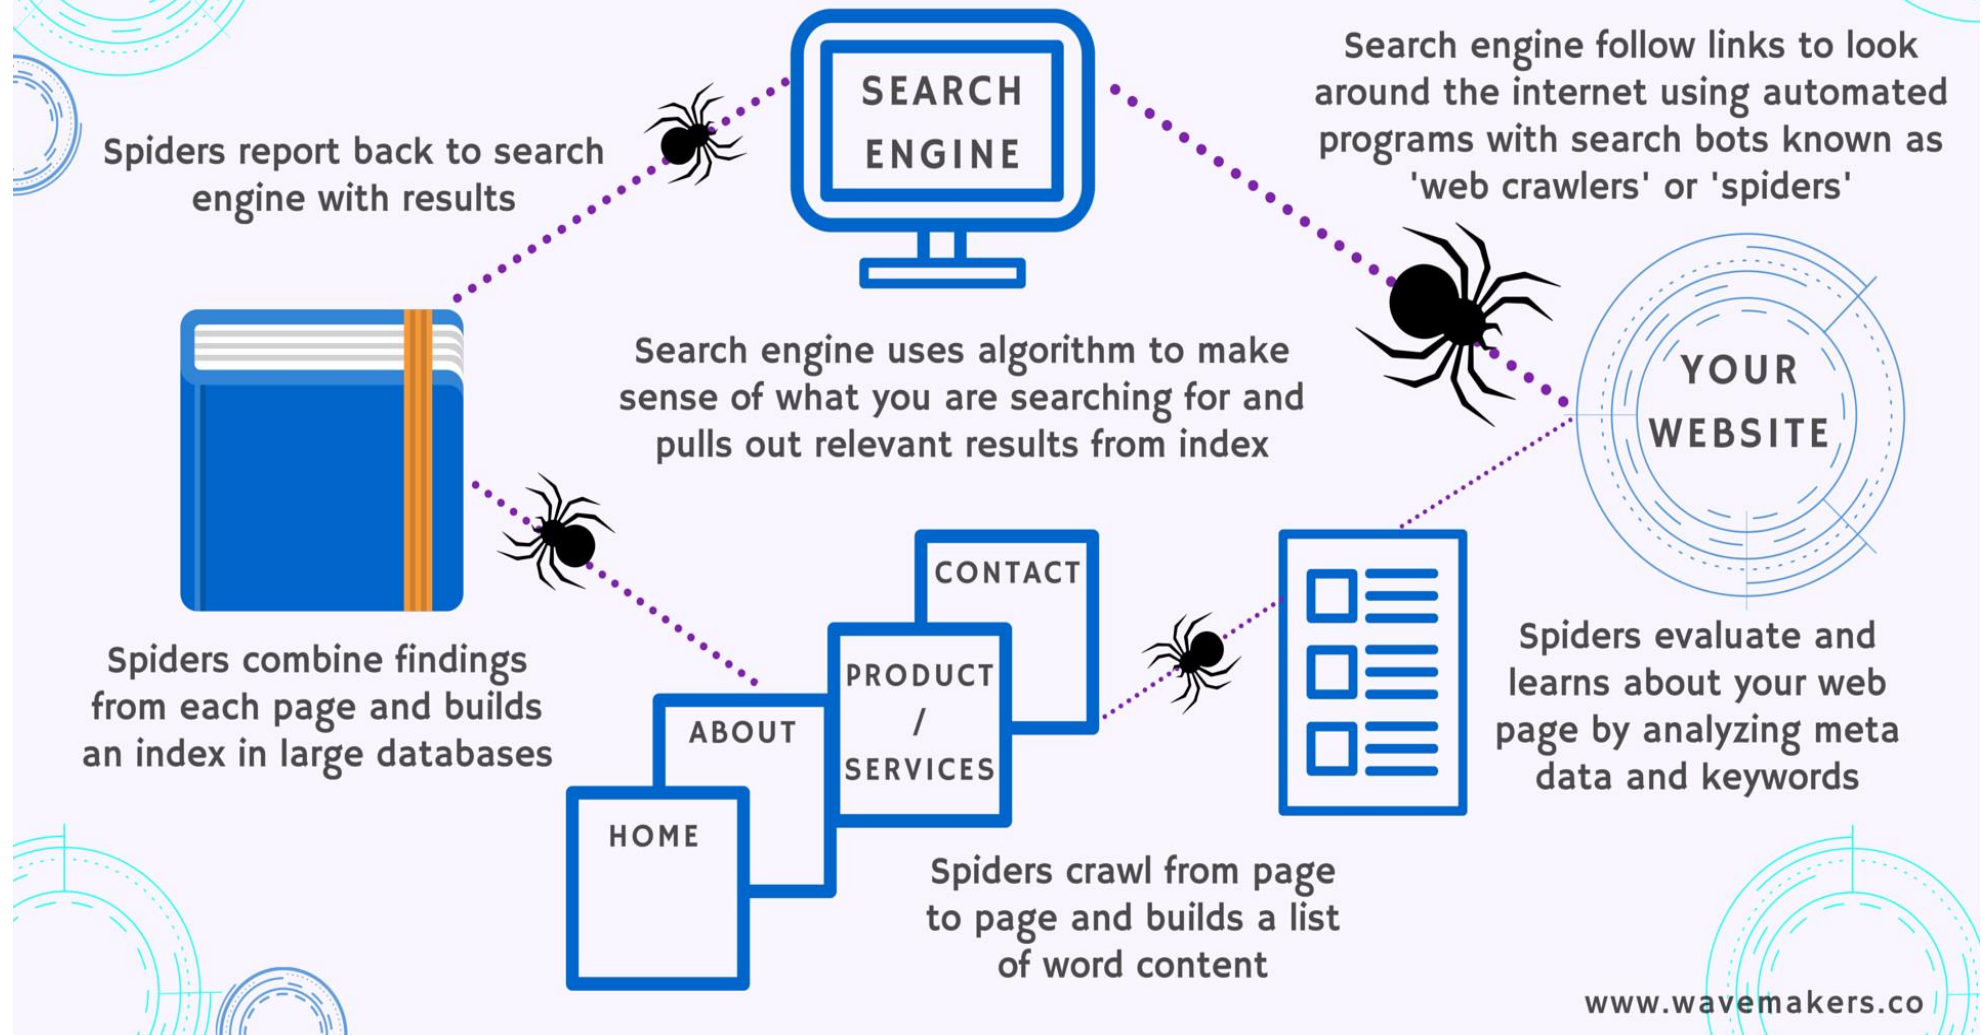 SEARCH
ENGINE
Search engine follow links to look
around the internet using automated
programs with search bots known as
'web crawlers' or 'spiders'
YOUR
WEBSITE
Spiders evaluate and
learns about your web
page by analyzing meta
data and keywords
Spiders crawl from page
to page and builds a list
of word content
CONTACT
PRODUCT
/
SERVICES
ABOUT
HOME
Spiders combine findings
from each page and builds
an index in large databases
Spiders report back to search
engine with results
Search engine uses algorithm to make
sense of what you are searching for and
pulls out relevant results from index
www.wavemakers.co